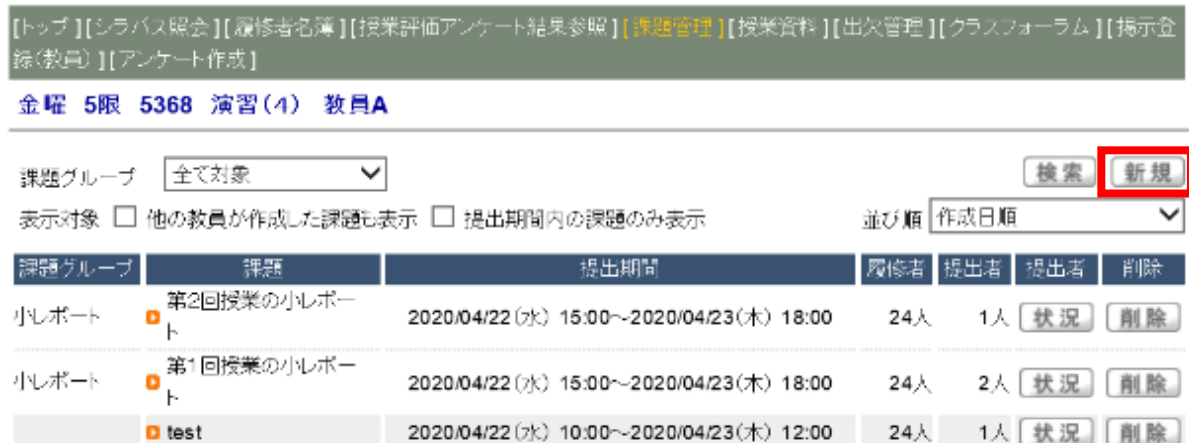 [トップ][シラバス照会][履修者名簿][授業評価アンケート結果参照][課題管理][授業資料][出欠管理][クラスフォーラム][掲示登
録(教員)][アンケート作成]
金曜 5限 5368 演習(4) 教員A
課題グループ 全て対象 検索 新規
表示対象 他の教員が作成した課題も表示 提出期間内の課題のみ表示 並び順 作成日順
課題グループ 課題 提出期間 履修者 提出者 提出者 削除
小レポート 第2回授業の小レポー
ト 2020/04/22(水) 15:00~2020/04/23(木) 18:00 24人 1人 状況 削除
小レポート 第1回授業の小レポー
ト 2020/04/22(水) 15:00~2020/04/23(木) 18:00 24人 2人 状況 削除
test 2020/04/22(水) 10:00~2020/04/23(木) 12:00 24人 1人 状況 削除